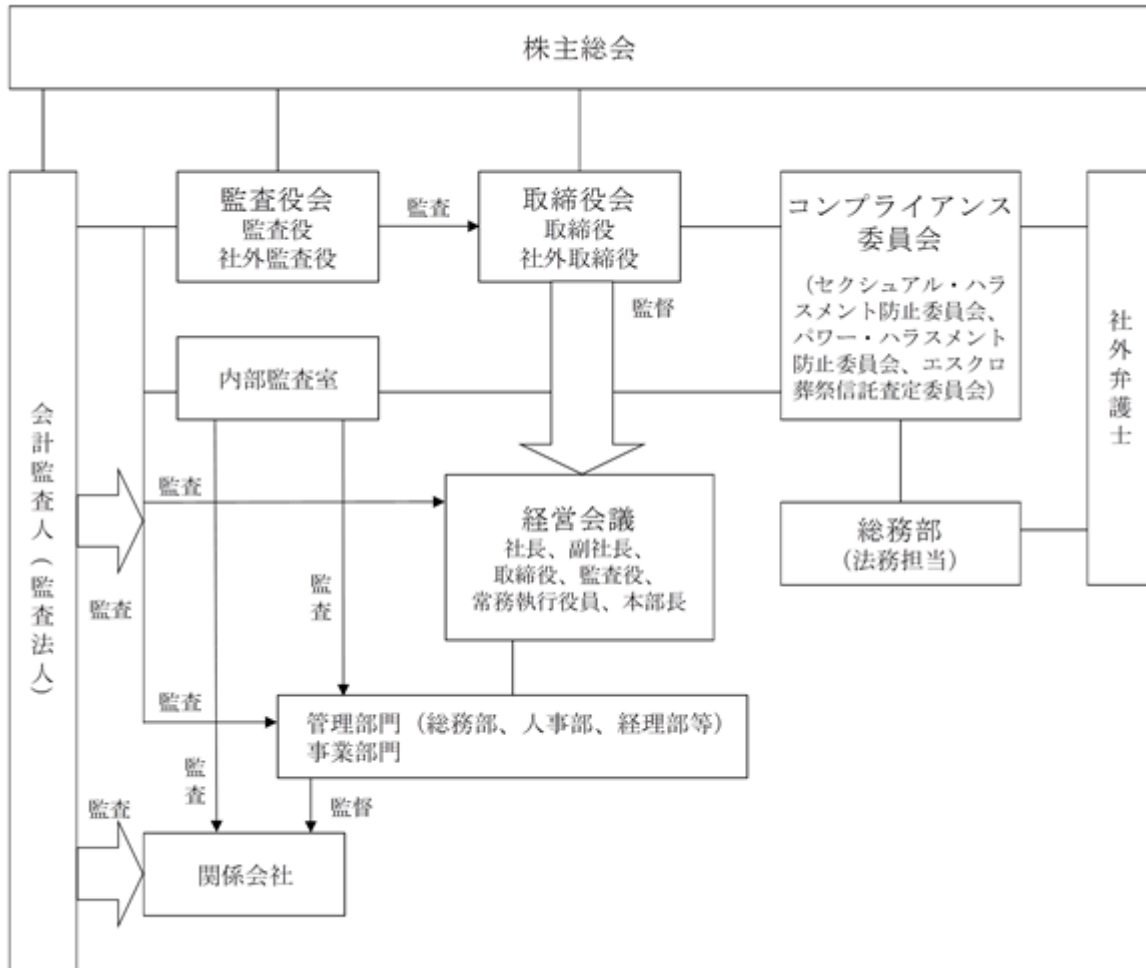 株主総会
監査役会
監査役
社外監査役
監査
取締役会
取締役
社外取締役
監督
コンプライアンス
委員会
（セクシュアル・ハラ
スメント防止委員会、
パワー・ハラスメント
防止委員会、エスクロ
葬祭信託査定委員会）
社外弁護士
内部監査室
会計監査人（監査法人）
監査
監査
経営会議
社長、副社長、
取締役、監査役、
常務執行役員、本部長
総務部
（法務担当）
監査
監査
管理部門（総務部、人事部、経理部等）
事業部門
監査
監査
監督
関係会社